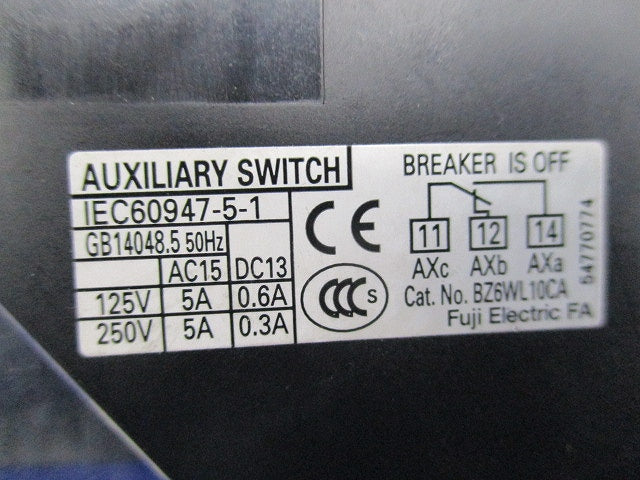 AUXILIARY SWITCH
IEC60947-5-1
GB14048.5 50Hz
AC15 DC13
125V 5A 0.6A
250V 5A 0.3A
CE
CCC S
BREAKER IS OFF
11 12 14
AXc AXb AXa
Cat. No. BZ6WL10CA
Fuji Electric FA
54770774